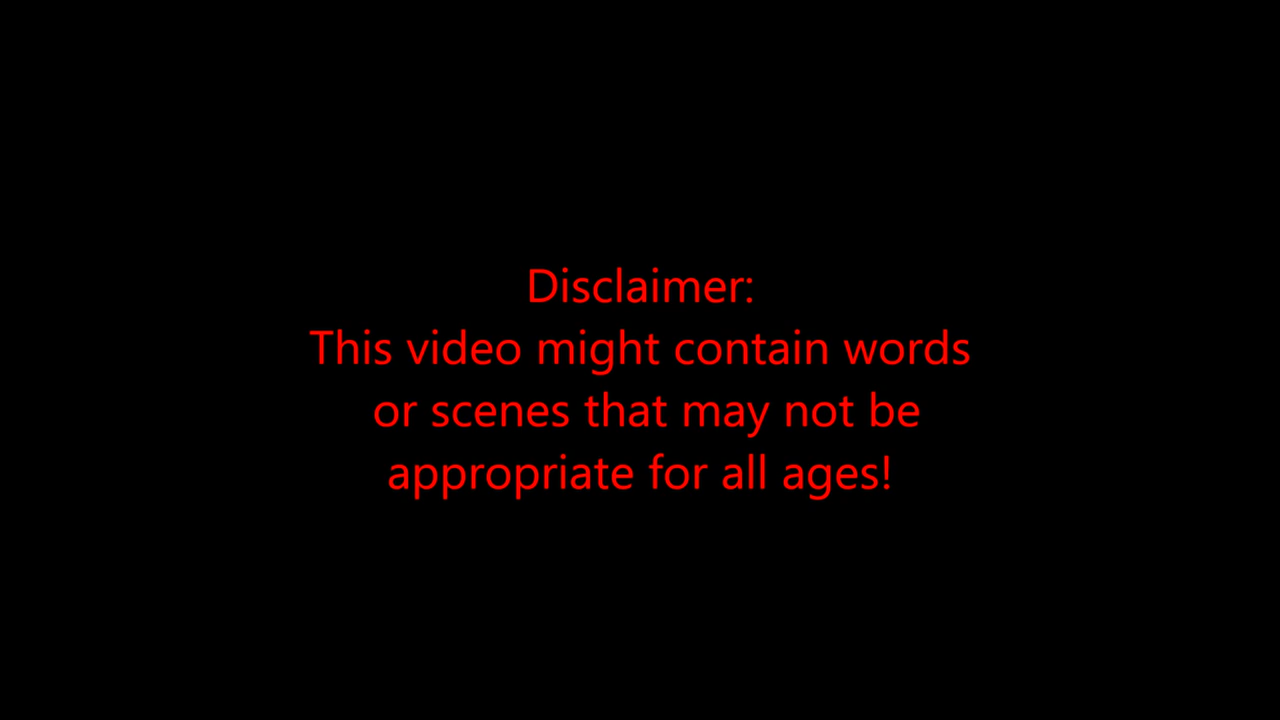 Disclaimer:
This video might contain words
or scenes that may not be
appropriate for all ages!